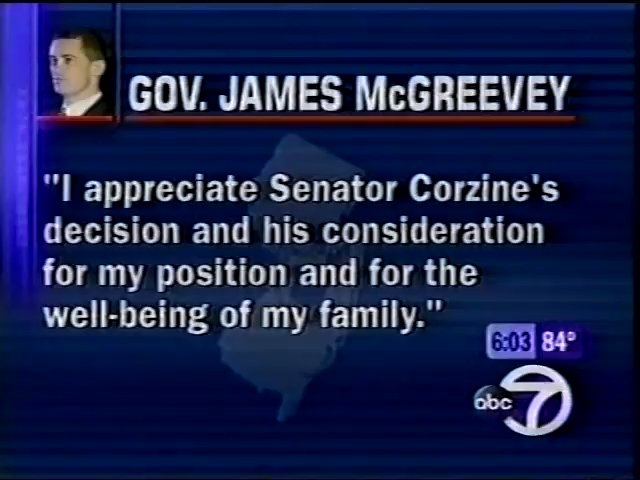 GOV. JAMES McGREEVEY
"I appreciate Senator Corzine's
decision and his consideration
for my position and for the
well-being of my family."
6:03 84°
abc 7